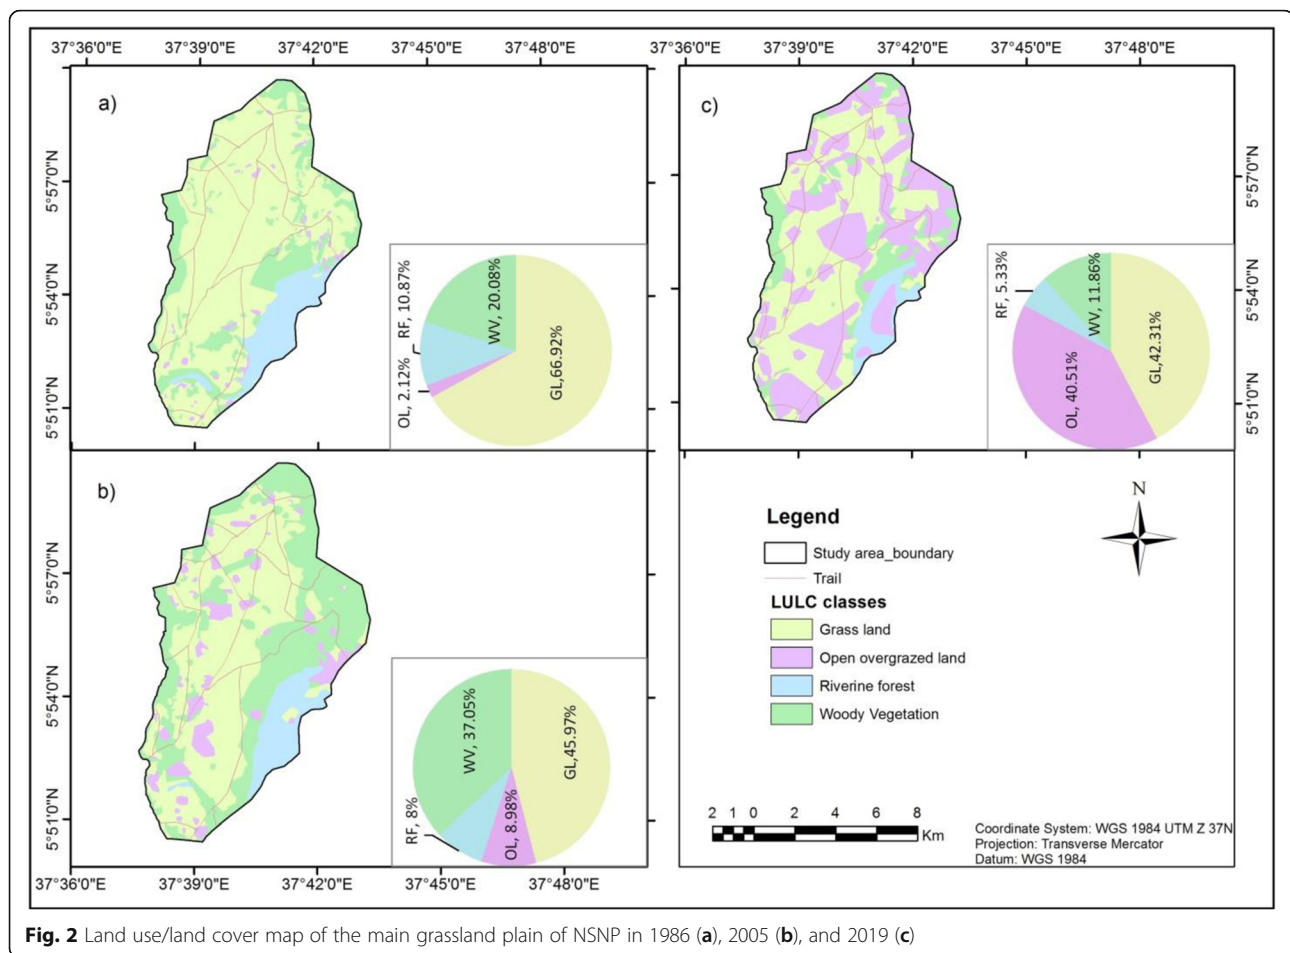 37°36'0"E 37°39'0"E 37°42'0"E 37°45'0"E 37°48'0"E 37°36'0"E 37°39'0"E 37°42'0"E 37°45'0"E 37°48'0"E
a)
5°57'0"N
5°54'0"N
5°51'0"N
OL, 2.12%
RF, 10.87%
WV, 20.08%
GL,66.92%
c)
RF, 5.33%
WV, 11.86%
OL, 40.51%
GL,42.31%
5°57'0"N
5°54'0"N
5°51'0"N
b)
5°57'0"N
5°54'0"N
5°51'0"N
RF, 8%
WV, 37.05%
OL, 8.98%
GL,45.97%
37°36'0"E 37°39'0"E 37°42'0"E 37°45'0"E 37°48'0"E
N
Legend
Study area_boundary
Trail
LULC classes
Grass land
Open overgrazed land
Riverine forest
Woody Vegetation
2 1 0 2 4 6 8
Km
Coordinate System: WGS 1984 UTM Z 37N
Projection: Transverse Mercator
Datum: WGS 1984
Fig. 2 Land use/land cover map of the main grassland plain of NSNP in 1986 (a), 2005 (b), and 2019 (c)